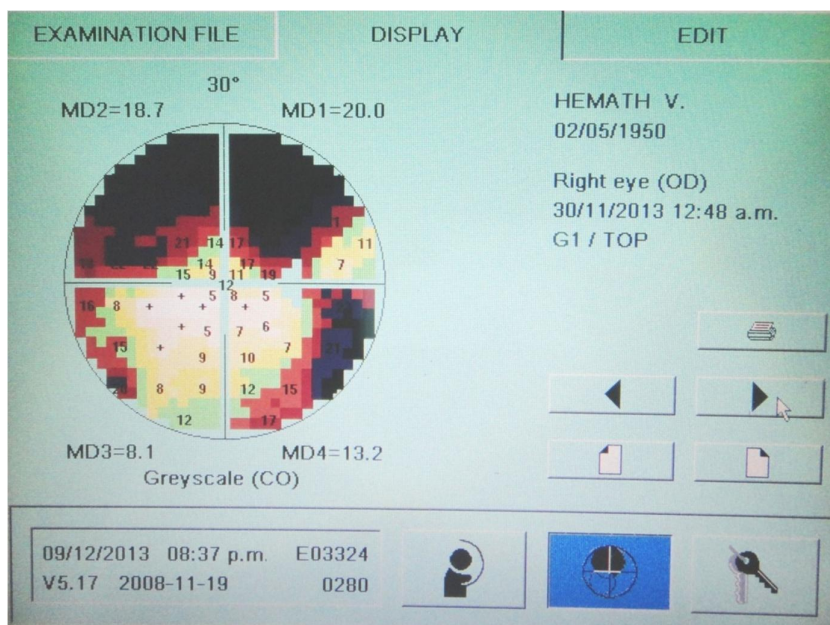 EXAMINATION FILE
DISPLAY
EDIT
30°
MD2=18.7
MD1=20.0
HEMATH V.
02/05/1950
Right eye (OD)
30/11/2013 12:48 a.m.
G1 / TOP
21 14 17
11
14 17 7
15 9 11 19
12
16 8 + 5 8 5
+ + +
+ 5 7 6
15 + 7
9 10 21
8 9 12 15
12 17
MD3=8.1
MD4=13.2
Greyscale (CO)
09/12/2013 08:37 p.m. E03324
V5.17 2008-11-19 0280